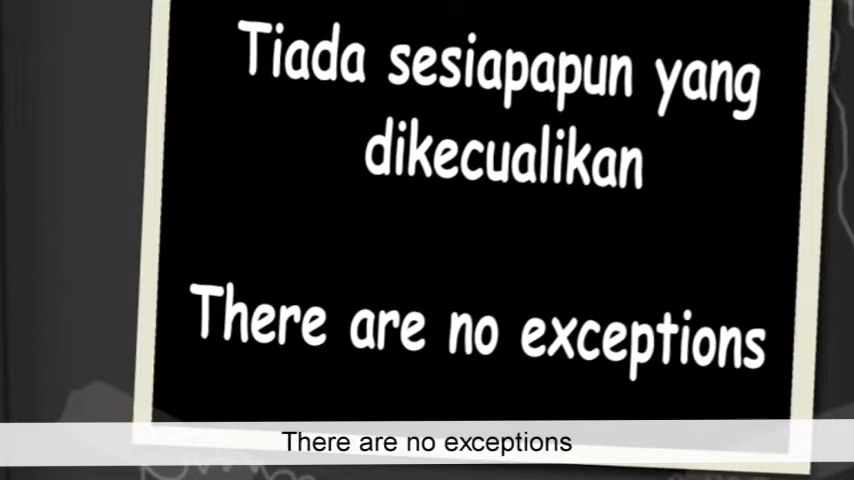 Tiada sesiapapun yang
dikecualikan
There are no exceptions
There are no exceptions